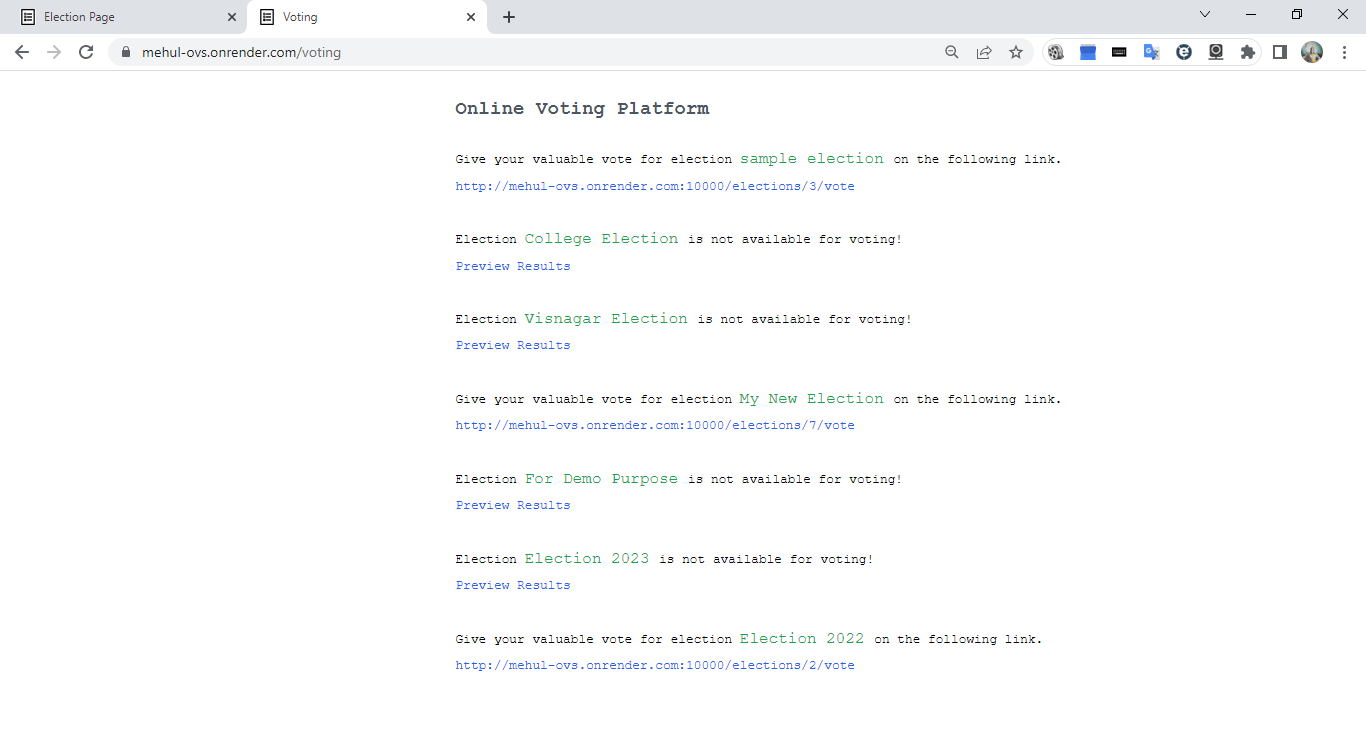 Election Page
Voting
mehul-ovs.onrender.com/voting
Online Voting Platform
Give your valuable vote for election sample election on the following link.
http://mehul-ovs.onrender.com:10000/elections/3/vote
Election College Election is not available for voting!
Preview Results
Election Visnagar Election is not available for voting!
Preview Results
Give your valuable vote for election My New Election on the following link.
http://mehul-ovs.onrender.com:10000/elections/7/vote
Election For Demo Purpose is not available for voting!
Preview Results
Election Election 2023 is not available for voting!
Preview Results
Give your valuable vote for election Election 2022 on the following link.
http://mehul-ovs.onrender.com:10000/elections/2/vote